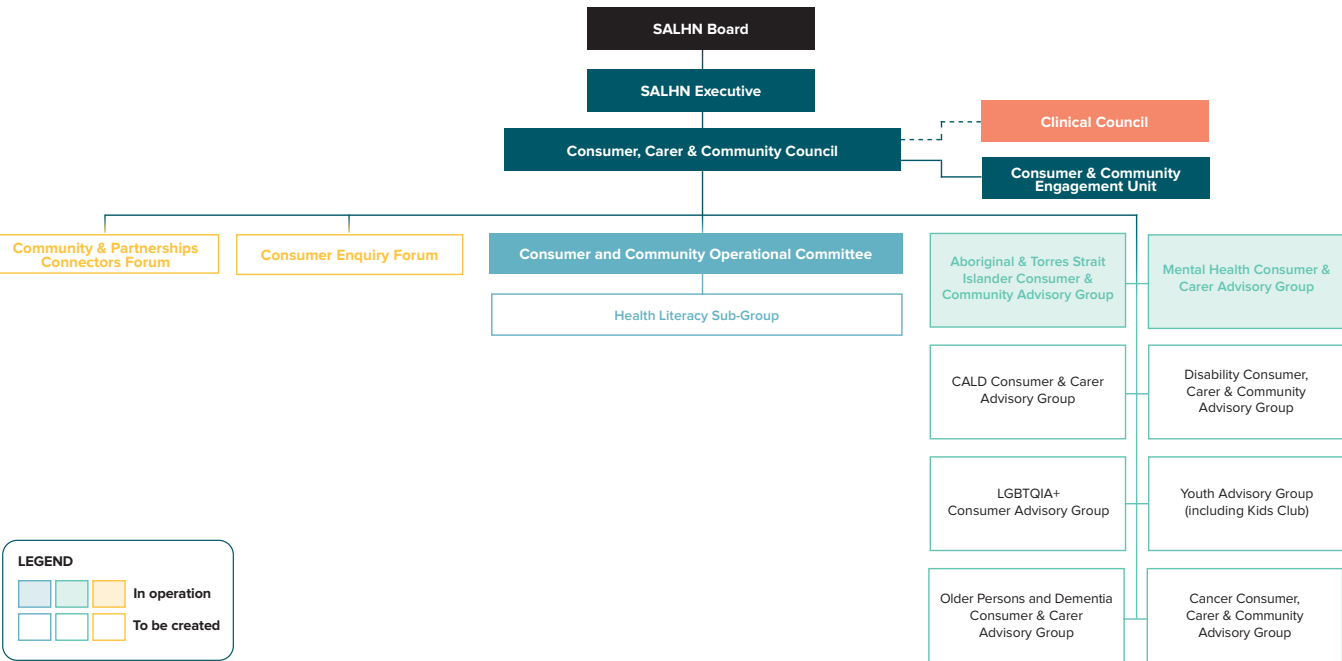 SALHN Board
SALHN Executive
Clinical Council
Consumer, Carer & Community Council
Consumer & Community
Engagement Unit
Community & Partnerships
Connectors Forum
Consumer Enquiry Forum
Consumer and Community Operational Committee
Health Literacy Sub-Group
Aboriginal & Torres Strait
Islander Consumer &
Community Advisory Group
Mental Health Consumer &
Carer Advisory Group
CALD Consumer & Carer
Advisory Group
Disability Consumer,
Carer & Community
Advisory Group
LGBTQIA+
Consumer Advisory Group
Youth Advisory Group
(including Kids Club)
Older Persons and Dementia
Consumer & Carer
Advisory Group
Cancer Consumer,
Carer & Community
Advisory Group
LEGEND
In operation
To be created